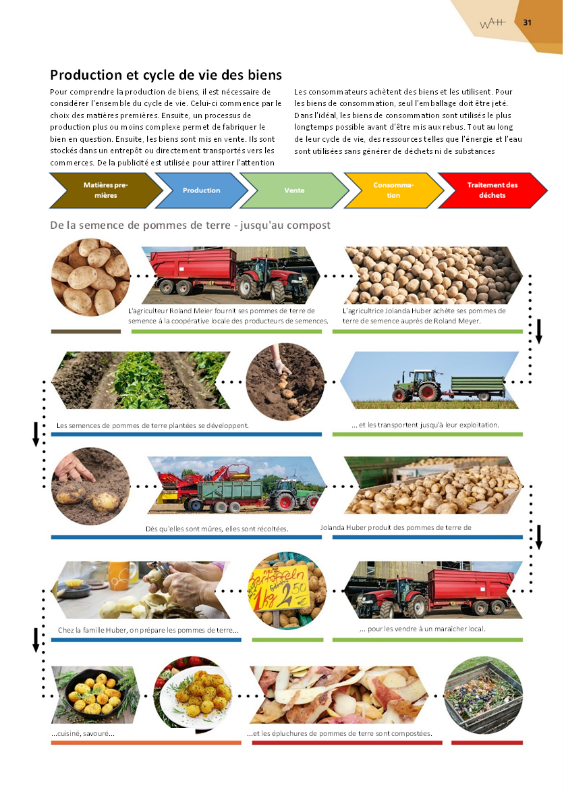 WAH
31
Production et cycle de vie des biens
Pour comprendre la production de biens, il est nécessaire de
considérer l'ensemble du cycle de vie. Celui-ci commence par le
choix des matières premières. Ensuite, un processus de
production plus ou moins complexe permet de fabriquer le
bien en question. Ensuite, les biens sont mis en vente. Ils sont
stockés dans un entrepôt ou directement transportés vers les
commerces. De la publicité est utilisée pour attirer l'attention
Les consommateurs achètent des biens et les utilisent. Pour
les biens de consommation, seul l'emballage doit être jeté.
Dans l'idéal, les biens de consommation sont utilisés le plus
longtemps possible avant d'être mis aux rebus. Tout au long
de leur cycle de vie, des ressources telles que l'énergie et l'eau
sont utilisées sans générer de déchets ni de substances
Matières pre-
mières
Production
Vente
Consomma-
tion
Traitement des
déchets
De la semence de pommes de terre - jusqu'au compost
L'agriculteur Roland Meier fournit ses pommes de terre de
semence à la coopérative locale des producteurs de semences.
L'agricultrice Jolanda Huber achète ses pommes de
terre de semence auprès de Roland Meyer.
Les semences de pommes de terre plantées se développent.
... et les transportent jusqu'à leur exploitation.
Dès qu'elles sont mûres, elles sont récoltées.
Jolanda Huber produit des pommes de terre de
Kartoffeln
1 kg 2.50
Chez la famille Huber, on prépare les pommes de terre...
... pour les vendre à un maraîcher local.
...cuisiné, savouré...
...et les épluchures de pommes de terre sont compostées.